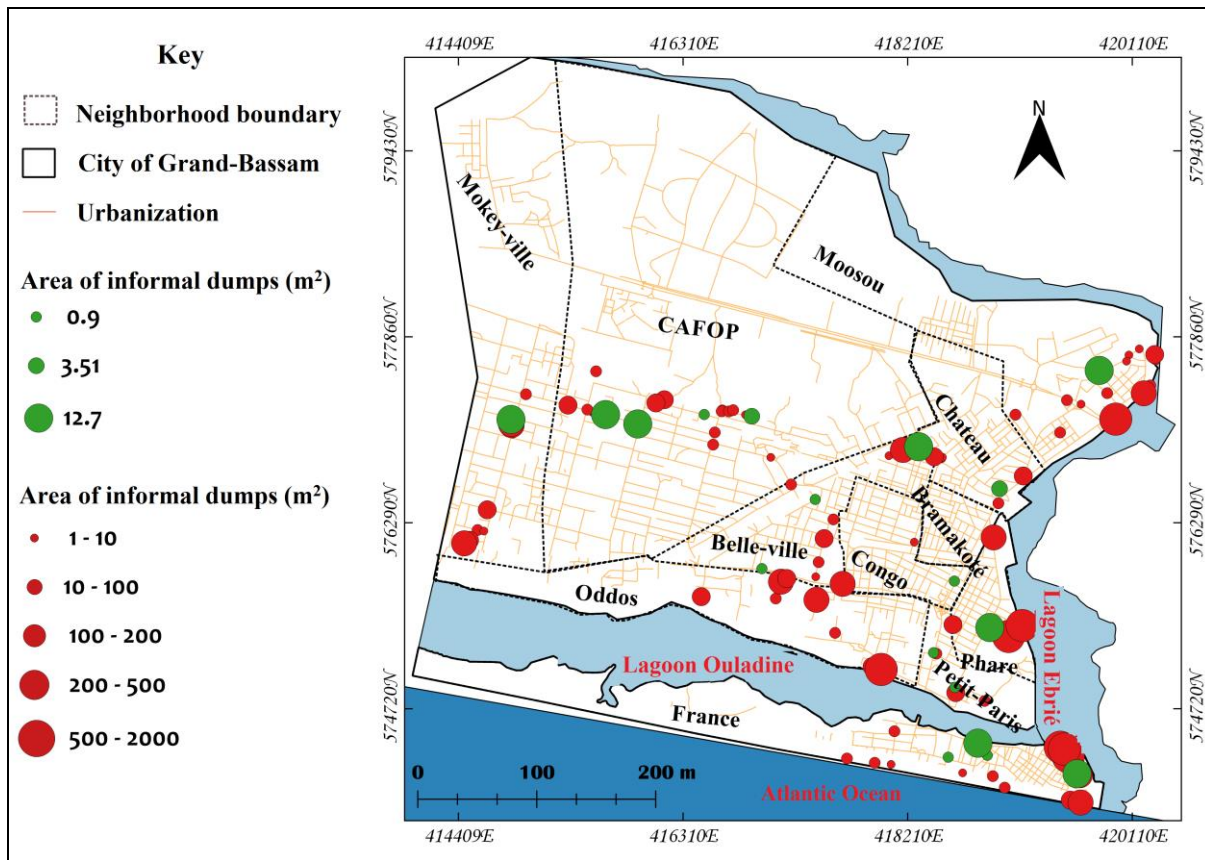 Key
Neighborhood boundary
City of Grand-Bassam
Urbanization
Area of informal dumps (m²)
0.9
3.51
12.7
Area of informal dumps (m²)
1 - 10
10 - 100
100 - 200
200 - 500
500 - 2000
414409E 416310E 418210E 420110E
579430N 579430N
577860N 577860N
576290N 576290N
574720N 574720N
N
Mokey-ville
Moosou
CAFOP
Chateau
Bramakoté
Belle-ville
Congo
Oddos
Lagoon Ebrié
Lagoon Ouladine
Phare
Petit-Paris
France
0 100 200 m
Atlantic Ocean
414409E 416310E 418210E 420110E